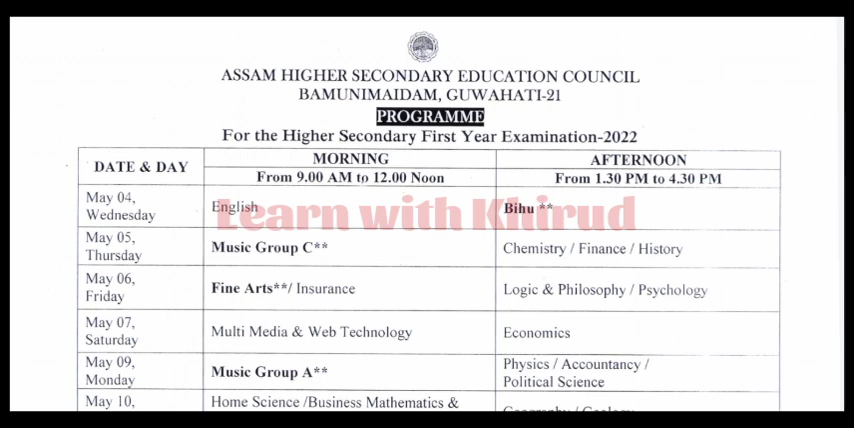 ASSAM HIGHER SECONDARY EDUCATION COUNCIL
BAMUNIMAIDAM, GUWAHATI-21
PROGRAMME
For the Higher Secondary First Year Examination-2022
DATE & DAY
MORNING
From 9.00 AM to 12.00 Noon
AFTERNOON
From 1.30 PM to 4.30 PM
May 04,
Wednesday
English
Bihu **
Learn with Khirud
May 05,
Thursday
Music Group C**
Chemistry / Finance / History
May 06,
Friday
Fine Arts**/ Insurance
Logic & Philosophy / Psychology
May 07,
Saturday
Multi Media & Web Technology
Economics
May 09,
Monday
Music Group A**
Physics / Accountancy /
Political Science
May 10,
Home Science /Business Mathematics &